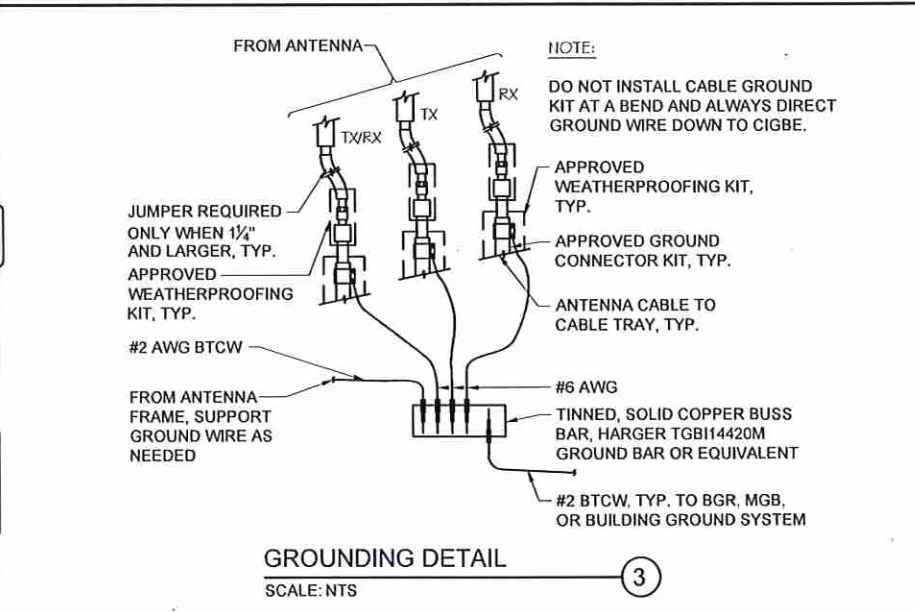 FROM ANTENNA
NOTE:
DO NOT INSTALL CABLE GROUND
KIT AT A BEND AND ALWAYS DIRECT
GROUND WIRE DOWN TO CIGBE.
TX/RX
TX
RX
APPROVED
WEATHERPROOFING KIT,
TYP.
JUMPER REQUIRED
ONLY WHEN 1¼"
AND LARGER, TYP.
APPROVED GROUND
CONNECTOR KIT, TYP.
APPROVED
WEATHERPROOFING
KIT, TYP.
ANTENNA CABLE TO
CABLE TRAY, TYP.
#2 AWG BTCW
#6 AWG
FROM ANTENNA
FRAME, SUPPORT
GROUND WIRE AS
NEEDED
TINNED, SOLID COPPER BUSS
BAR, HARGER TGBI14420M
GROUND BAR OR EQUIVALENT
#2 BTCW, TYP. TO BGR, MGB,
OR BUILDING GROUND SYSTEM
GROUNDING DETAIL
SCALE: NTS
3